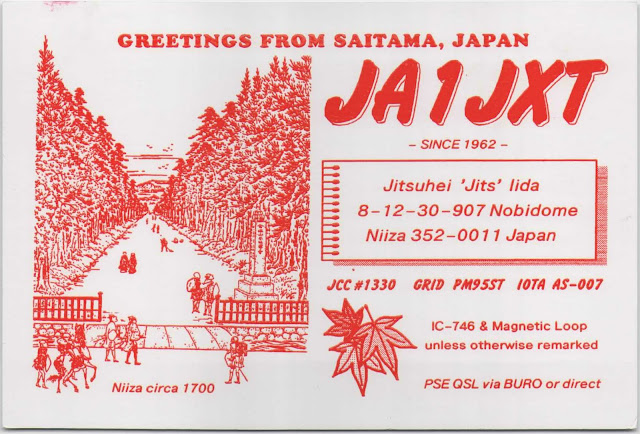 GREETINGS FROM SAITAMA, JAPAN
JA1JXT
- SINCE 1962 -
Jitsuhei 'Jits' Iida
8-12-30-907 Nobidome
Niiza 352-0011 Japan
JCC #1330 GRID PM95ST IOTA AS-007
IC-746 & Magnetic Loop
unless otherwise remarked
Niiza circa 1700
PSE QSL via BURO or direct